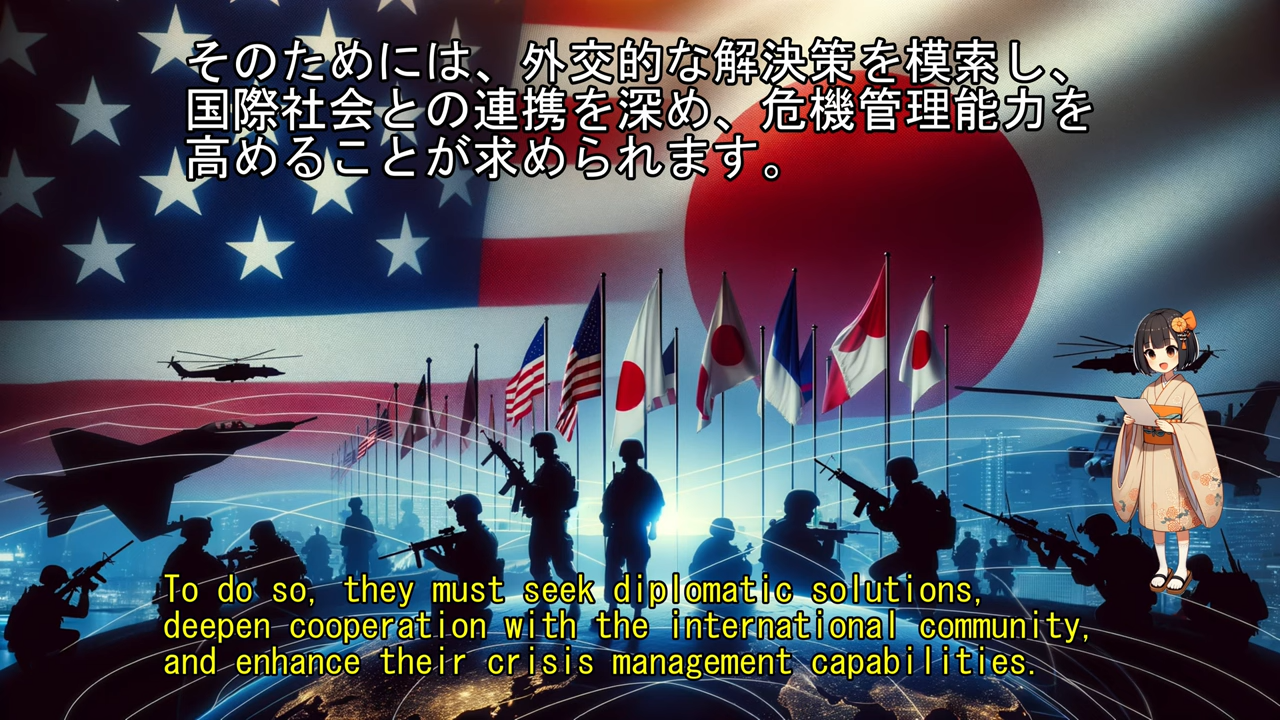 そのためには、外交的な解決策を模索し、
国際社会との連携を深め、危機管理能力を
高めることが求められます。
To do so, they must seek diplomatic solutions,
deepen cooperation with the international community,
and enhance their crisis management capabilities.